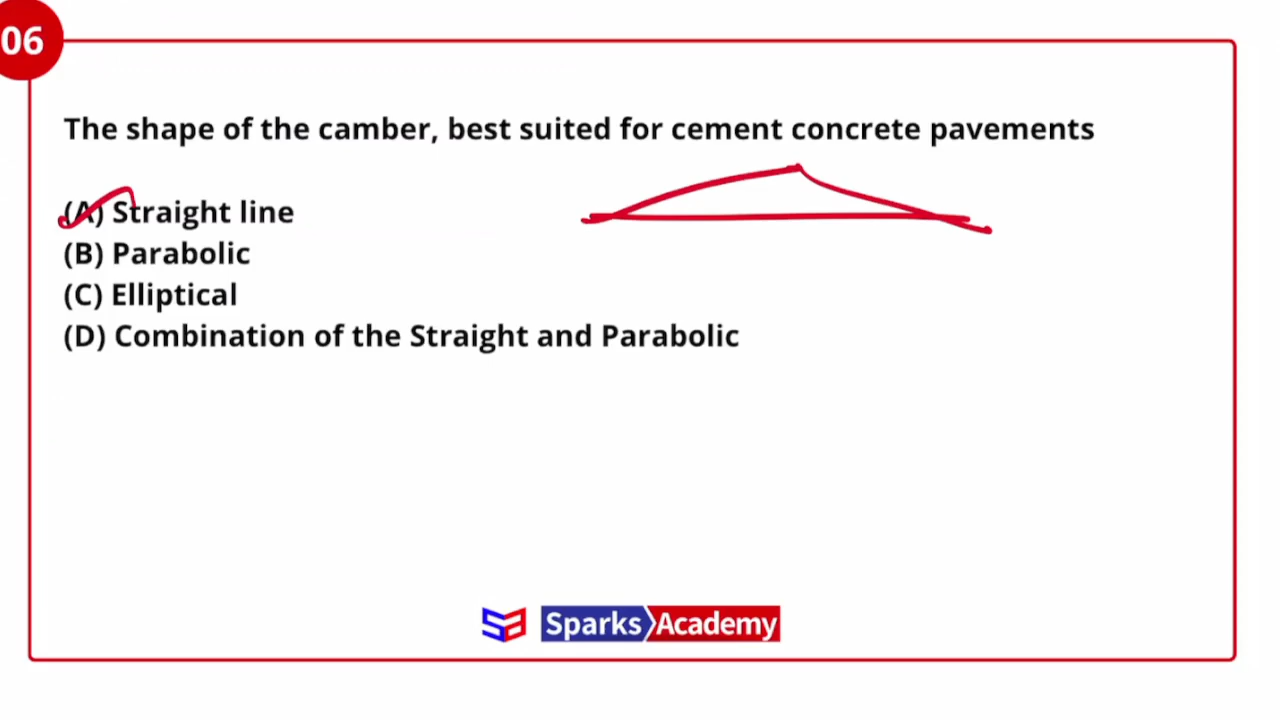 06
The shape of the camber, best suited for cement concrete pavements
(A) Straight line
(B) Parabolic
(C) Elliptical
(D) Combination of the Straight and Parabolic
Sparks Academy